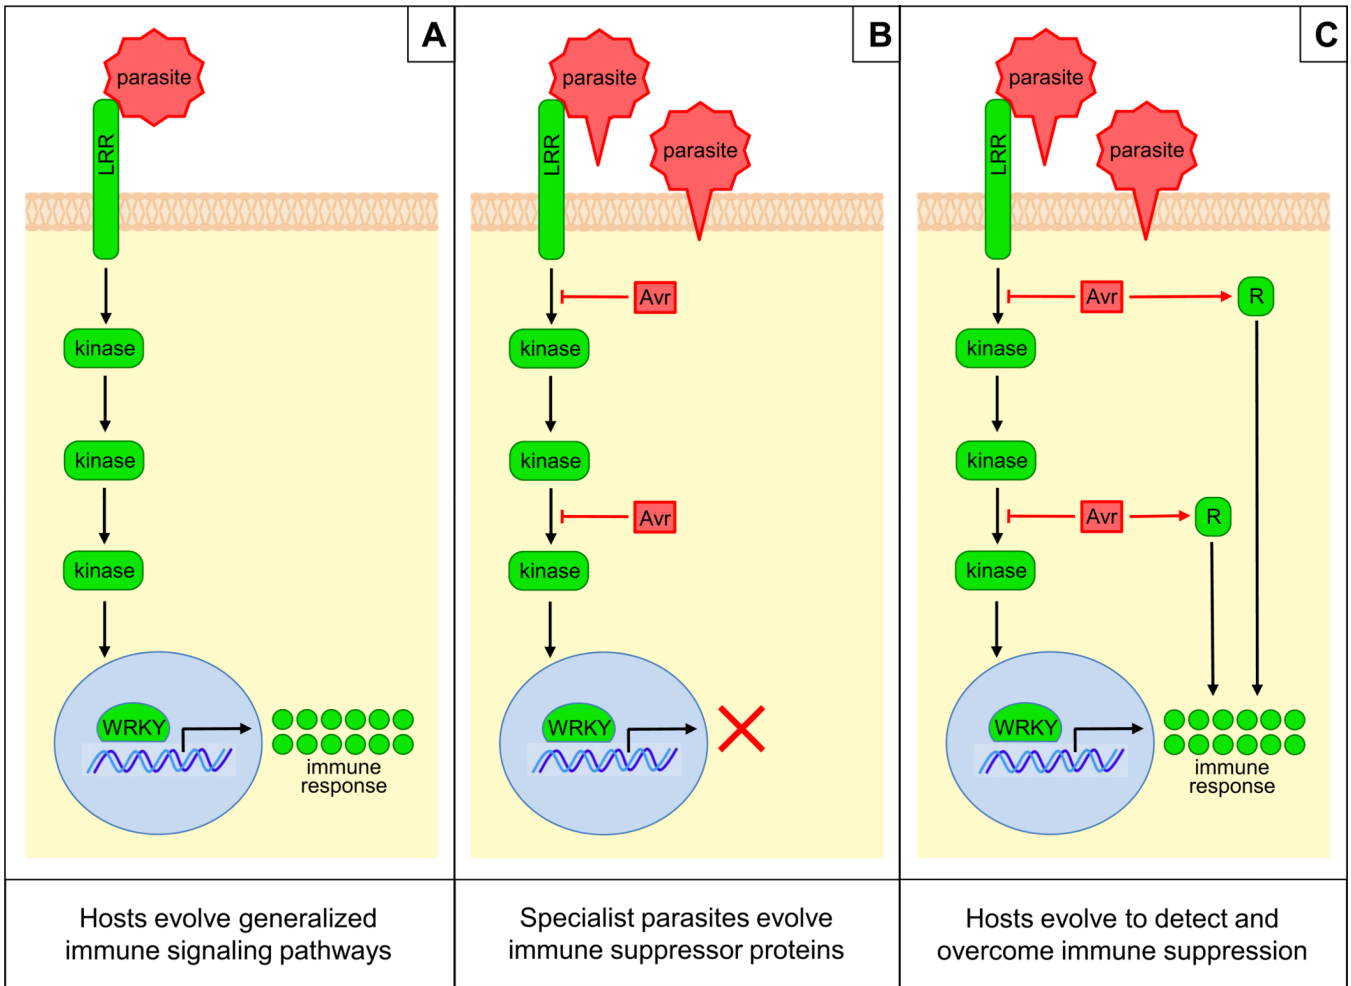 A
parasite
LRR
kinase
kinase
kinase
WRKY
immune
response
Hosts evolve generalized
immune signaling pathways
B
parasite
parasite
LRR
Avr
kinase
kinase
Avr
kinase
WRKY
Specialist parasites evolve
immune suppressor proteins
C
parasite
parasite
LRR
Avr
R
kinase
kinase
Avr
R
kinase
WRKY
immune
response
Hosts evolve to detect and
overcome immune suppression